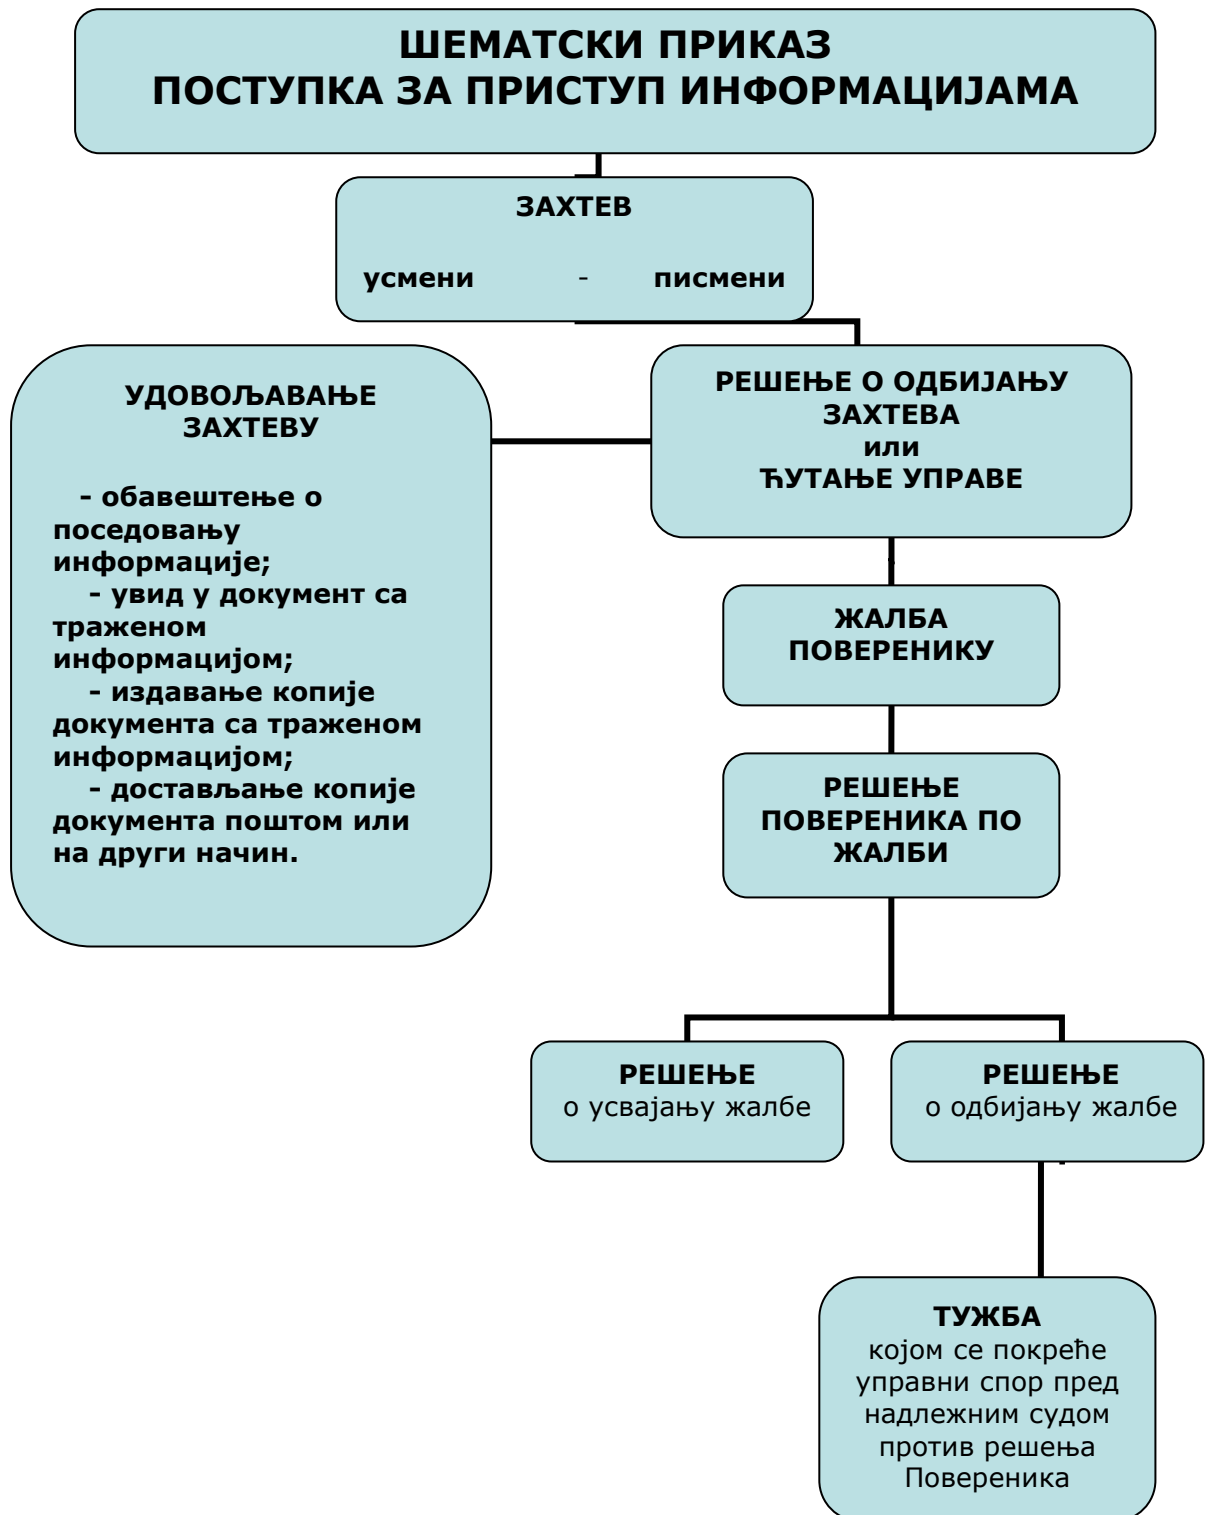 ШЕМАТСКИ ПРИКАЗ
ПОСТУПКА ЗА ПРИСТУП ИНФОРМАЦИЈАМА
ЗАХТЕВ
усмени - писмени
УДОВОЉАВАЊЕ
ЗАХТЕВУ
- обавештење о
поседовању
информације;
- увид у документ са
траженом
информацијом;
- издавање копије
документа са траженом
информацијом;
- достављање копије
документа поштом или
на други начин.
РЕШЕЊЕ О ОДБИЈАЊУ
ЗАХТЕВА
или
ЋУТАЊЕ УПРАВЕ
ЖАЛБА
ПОВЕРЕНИКУ
РЕШЕЊЕ
ПОВЕРЕНИКА ПО
ЖАЛБИ
РЕШЕЊЕ
о усвајању жалбе
РЕШЕЊЕ
о одбијању жалбе
ТУЖБА
којом се покреће
управни спор пред
надлежним судом
против решења
Повереника